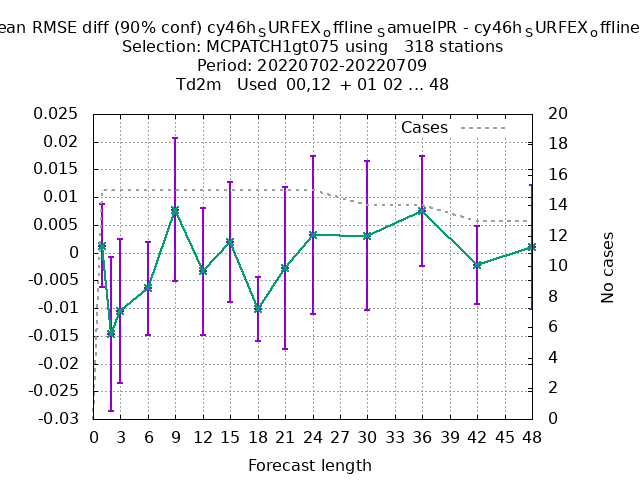 ean RMSE diff (90% conf) cy46hSURFEXoffline SamuelPR - cy46hSURFEXoffline
Selection: MCPATCH1gt075 using 318 stations
Period: 20220702-20220709
Td2m Used 00,12 + 01 02 ... 48
Cases
0.025
0.02
0.015
0.01
0.005
0
-0.005
-0.01
-0.015
-0.02
-0.025
-0.03
20
18
16
14
12
10
8
6
4
2
0
No cases
0 3 6 9 12 15 18 21 24 27 30 33 36 39 42 45 48
Forecast length